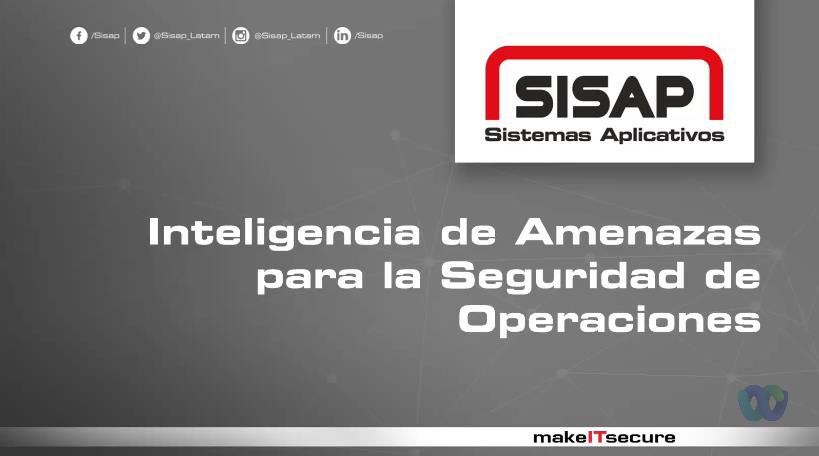 /Sisap @Sisap_Latam @Sisap_Latam /Sisap
SISAP
Sistemas Aplicativos
Inteligencia de Amenazas
para la Seguridad de
Operaciones
makeITsecure